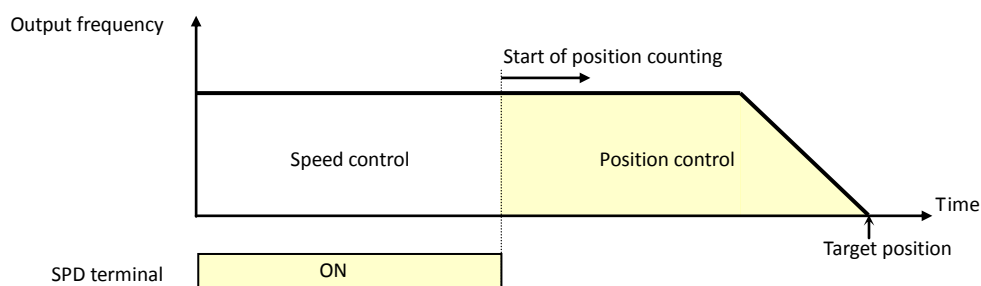 Output frequency
Start of position counting
Speed control
Position control
Time
Target position
SPD terminal
ON